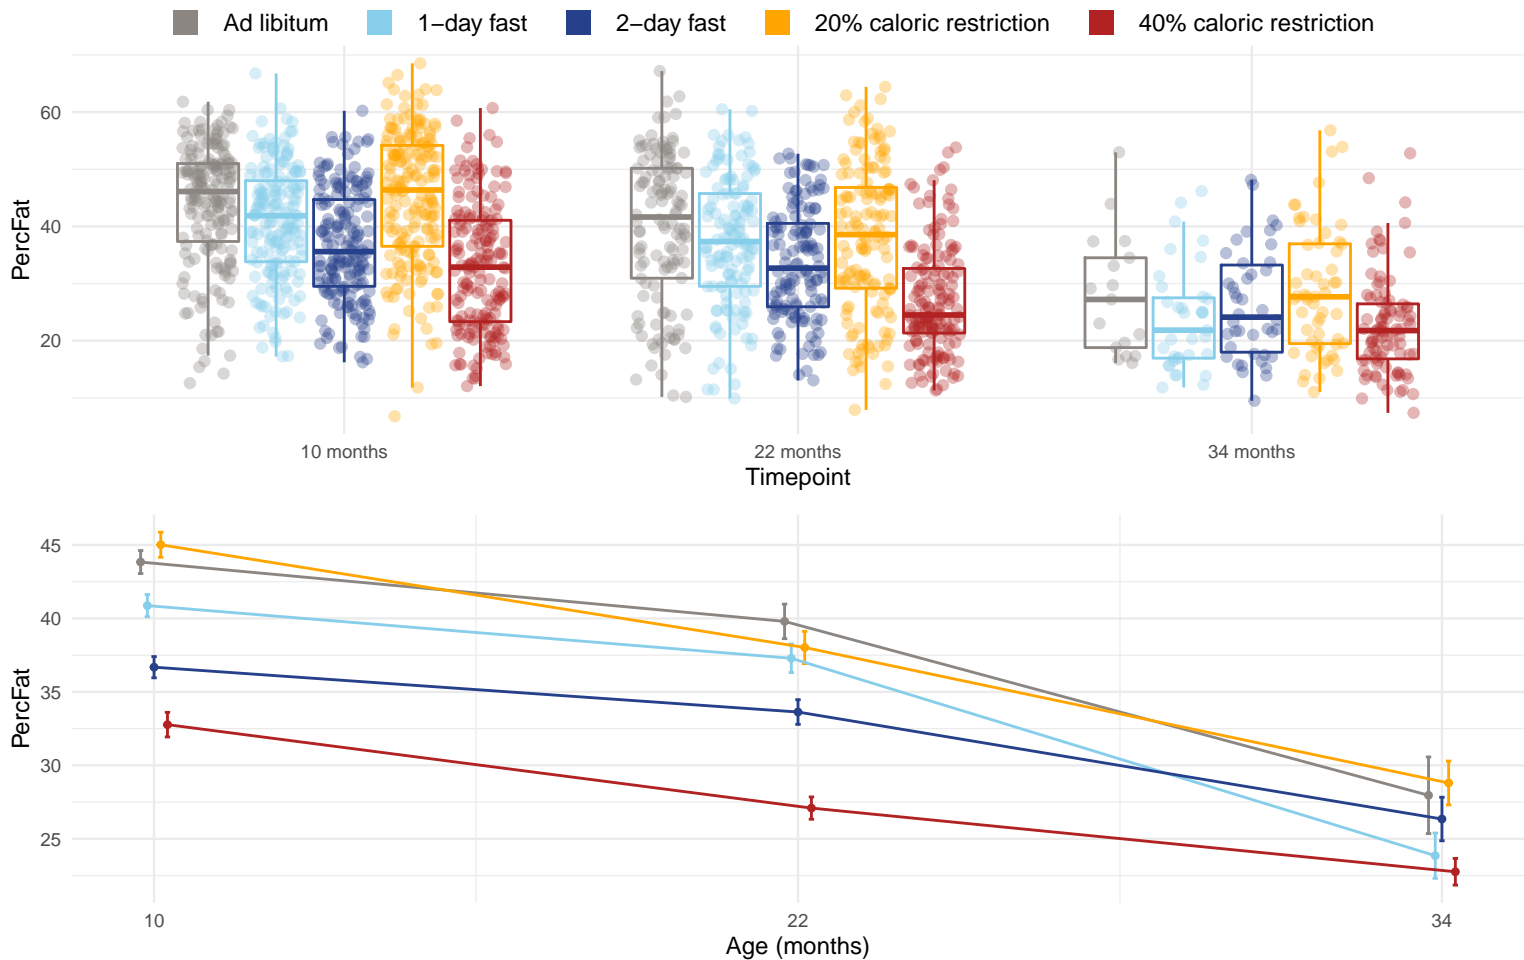 Ad libitum 1−day fast 2−day fast 20% caloric restriction 40% caloric restriction
60
40
20
PercFat
10 months 22 months 34 months
Timepoint
45
40
35
30
25
PercFat
10 22 34
Age (months)